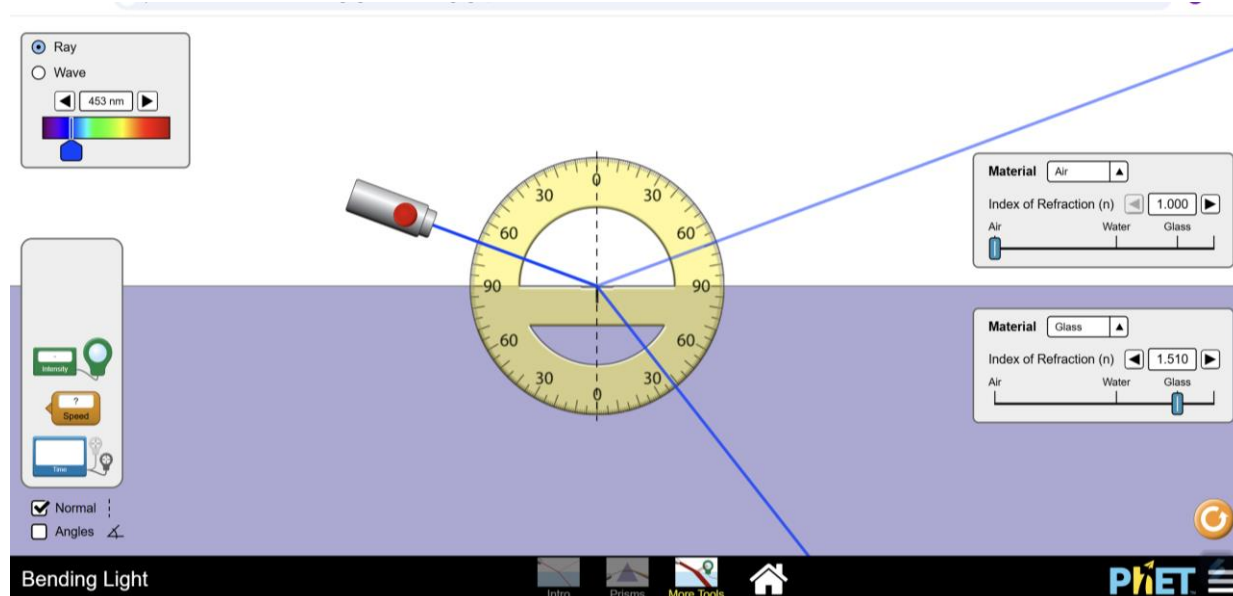 Ray
Wave
453 nm
Material Air
Index of Refraction (n) 1.000
Air Water Glass
0
30 30
60 60
90 90
60 60
30 30
0
Material Glass
Index of Refraction (n) 1.510
Air Water Glass
Intensity
?
Speed
Time
Normal
Angles
Bending Light
Intro Prisms More Tools
PhET